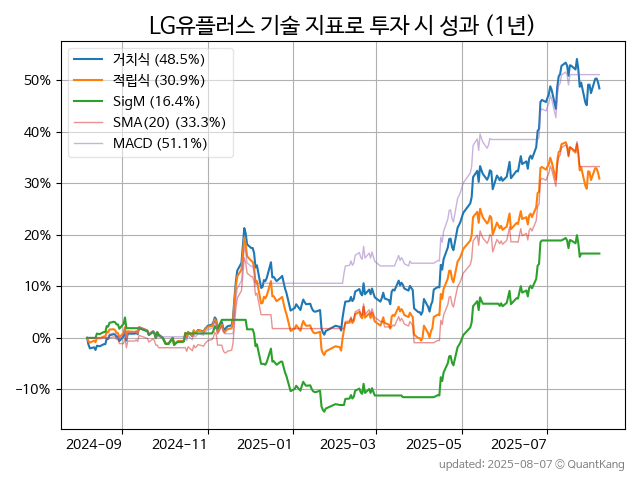 LG유플러스 기술 지표로 투자 시 성과 (1년)
거치식 (48.5%)
적립식 (30.9%)
SigM (16.4%)
SMA(20) (33.3%)
MACD (51.1%)
50%
40%
30%
20%
10%
0%
−10%
2024-09 2024-11 2025-01 2025-03 2025-05 2025-07
updated: 2025-08-07 © QuantKang